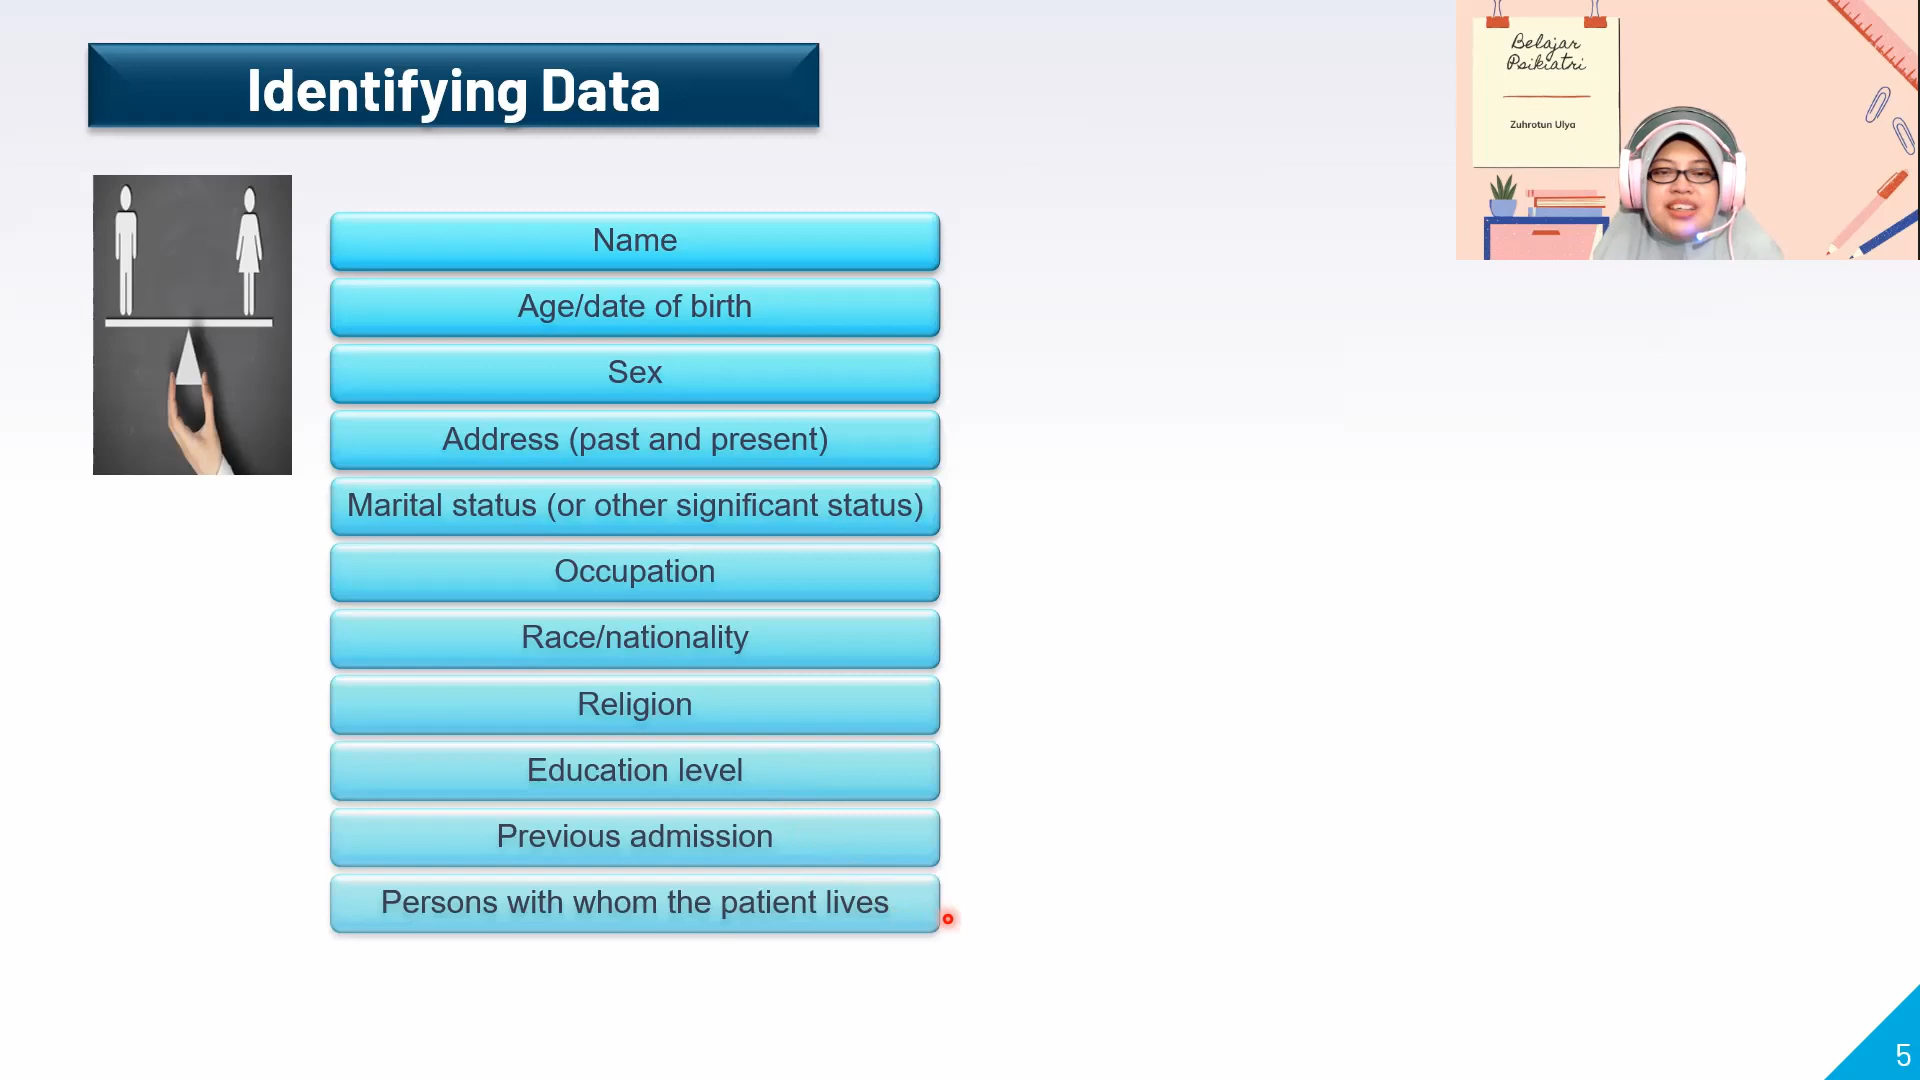 Identifying Data
Belajar
Psikiatri
Zuhrotun Ulya
Name
Age/date of birth
Sex
Address (past and present)
Marital status (or other significant status)
Occupation
Race/nationality
Religion
Education level
Previous admission
Persons with whom the patient lives
5